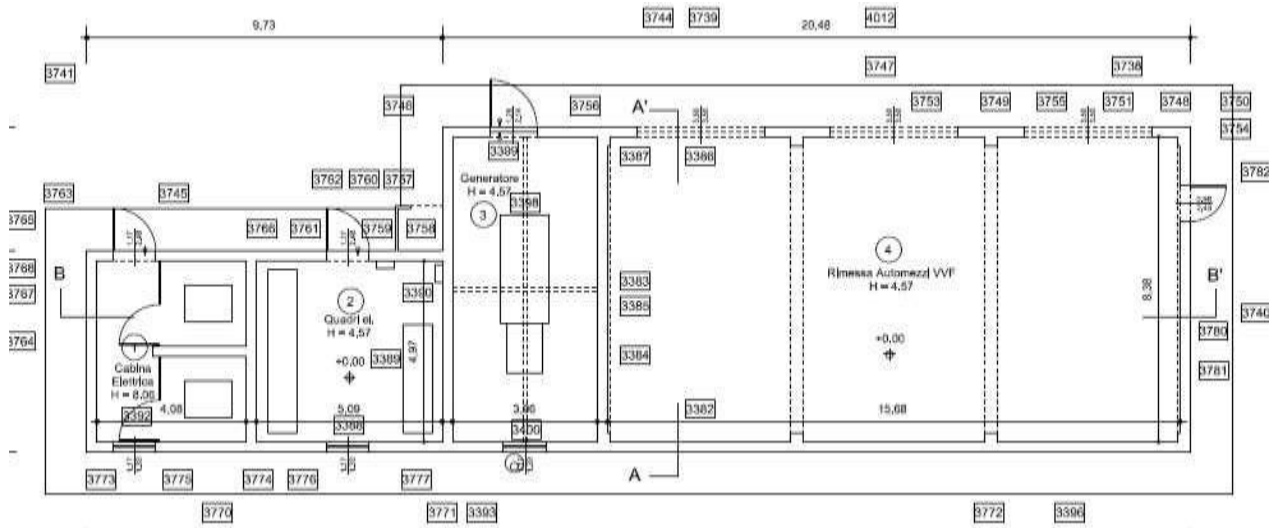 3744 3739 4012
9,73 20,48
3741 3747 3738
3746 3756 A' 3753 3749 3755 3751 3748 3750
3754
3389 3387 3386
Generatore
H = 4,57
3398
3
3763 3745 3762 3760 3757 3782
3765 3766 3761 3759 3758
4
Rimessa Automezzi VVF
H = 4.57
3768 B B'
3767 3390 3383 8,38
2
Quadri el.
H = 4,57
3385 3740
3764 3780
+0.00 3389 4,97 3384 +0.00
1
Cabina
Elettrica
H = 8.06
3781
3392 4,08 5,09 3388 3400 3382 15,68
3773 3775 3774 3776 3777 A
3770 3771 3393 3772 3396